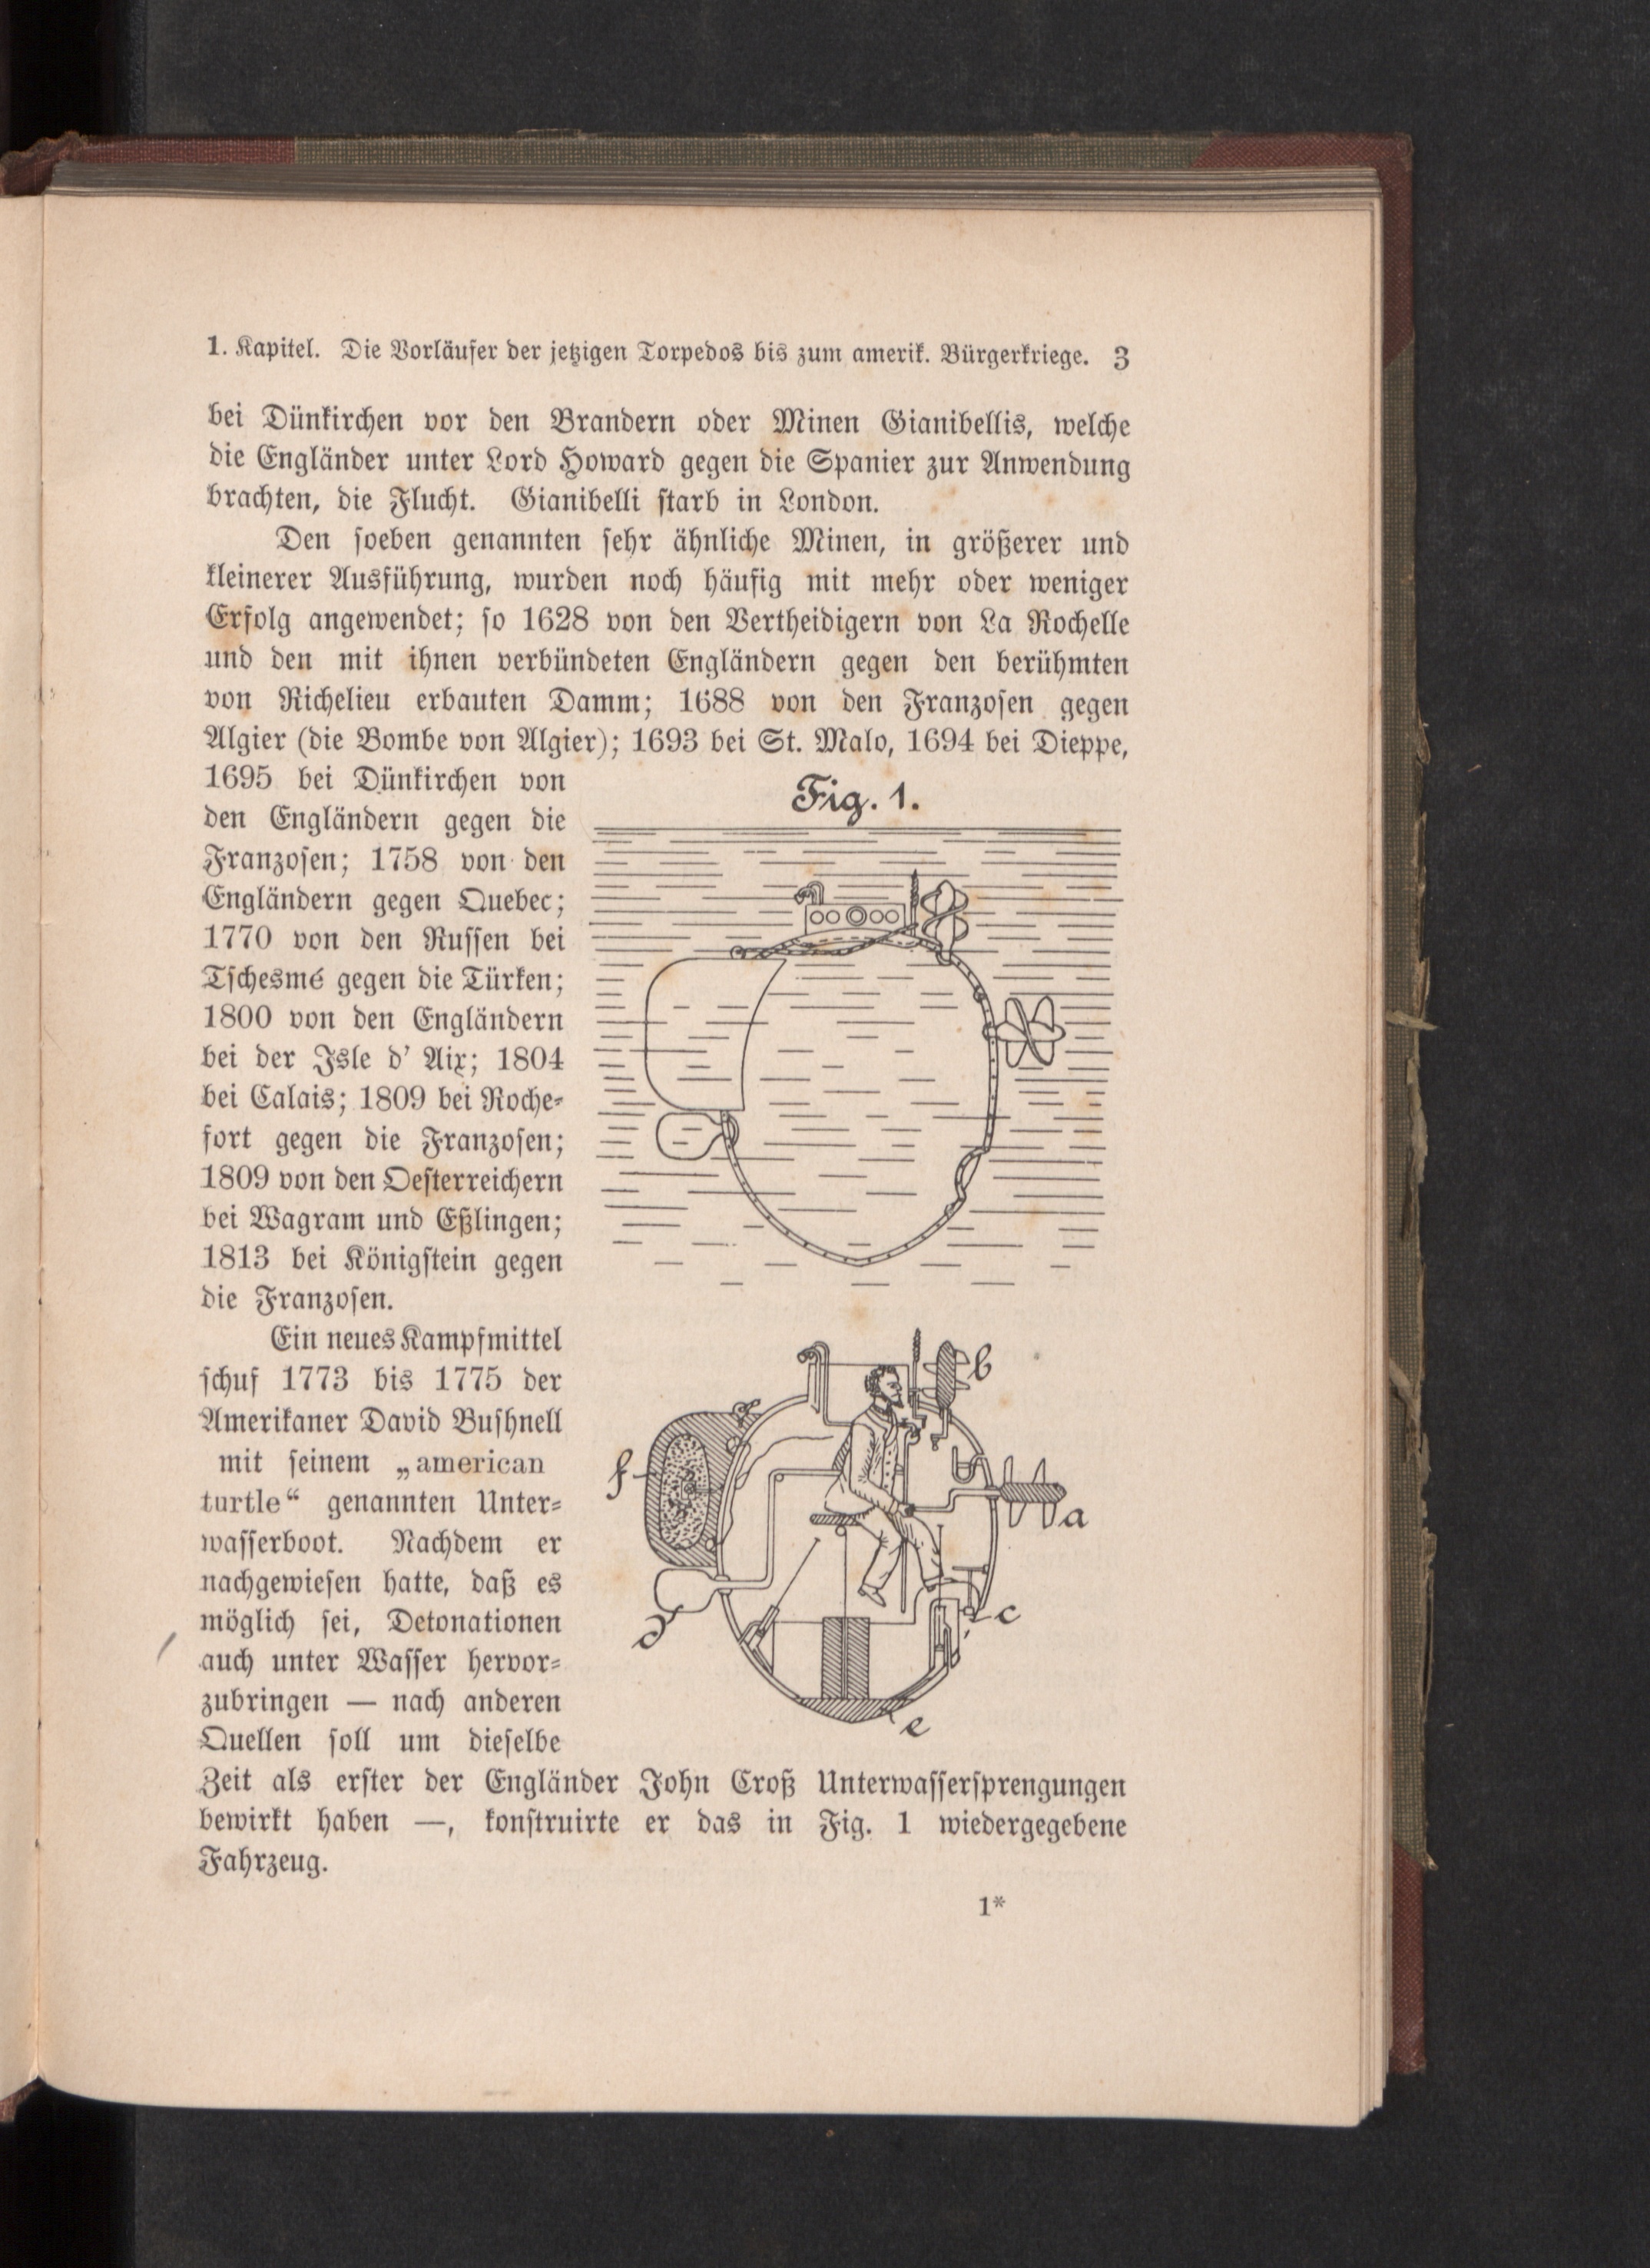 1. Kapitel. Die Vorläufer der jetzigen Torpedos bis zum amerik. Bürgerkriege. 3
bei Dünkirchen vor den Brandern oder Minen Gianibellis, welche
die Engländer unter Lord Howard gegen die Spanier zur Anwendung
brachten, die Flucht. Gianibelli starb in London.
Den soeben genannten sehr ähnliche Minen, in größerer und
kleinerer Ausführung, wurden noch häufig mit mehr oder weniger
Erfolg angewendet; so 1628 von den Vertheidigern von La Rochelle
und den mit ihnen verbündeten Engländern gegen den berühmten
von Richelieu erbauten Damm; 1688 von den Franzosen gegen
Algier (die Bombe von Algier); 1693 bei St. Malo, 1694 bei Dieppe,
1695 bei Dünkirchen von
den Engländern gegen die
Franzosen; 1758 von den
Engländern gegen Quebec;
1770 von den Russen bei
Tschesmé gegen die Türken;
1800 von den Engländern
bei der Isle d' Aix; 1804
bei Calais; 1809 bei Roche-
fort gegen die Franzosen;
1809 von den Oesterreichern
bei Wagram und Eßlingen;
1813 bei Königstein gegen
die Franzosen.
Ein neues Kampfmittel
schuf 1773 bis 1775 der
Amerikaner David Bushnell
mit seinem „american
turtle“ genannten Unter-
wasserboot. Nachdem er
nachgewiesen hatte, daß es
möglich sei, Detonationen
auch unter Wasser hervor-
zubringen — nach anderen
Quellen soll um dieselbe
Fig. 1.
b
f
a
d
c
e
Zeit als erster der Engländer John Croß Unterwassersprengungen
bewirkt haben —, konstruirte er das in Fig. 1 wiedergegebene
Fahrzeug.
1*